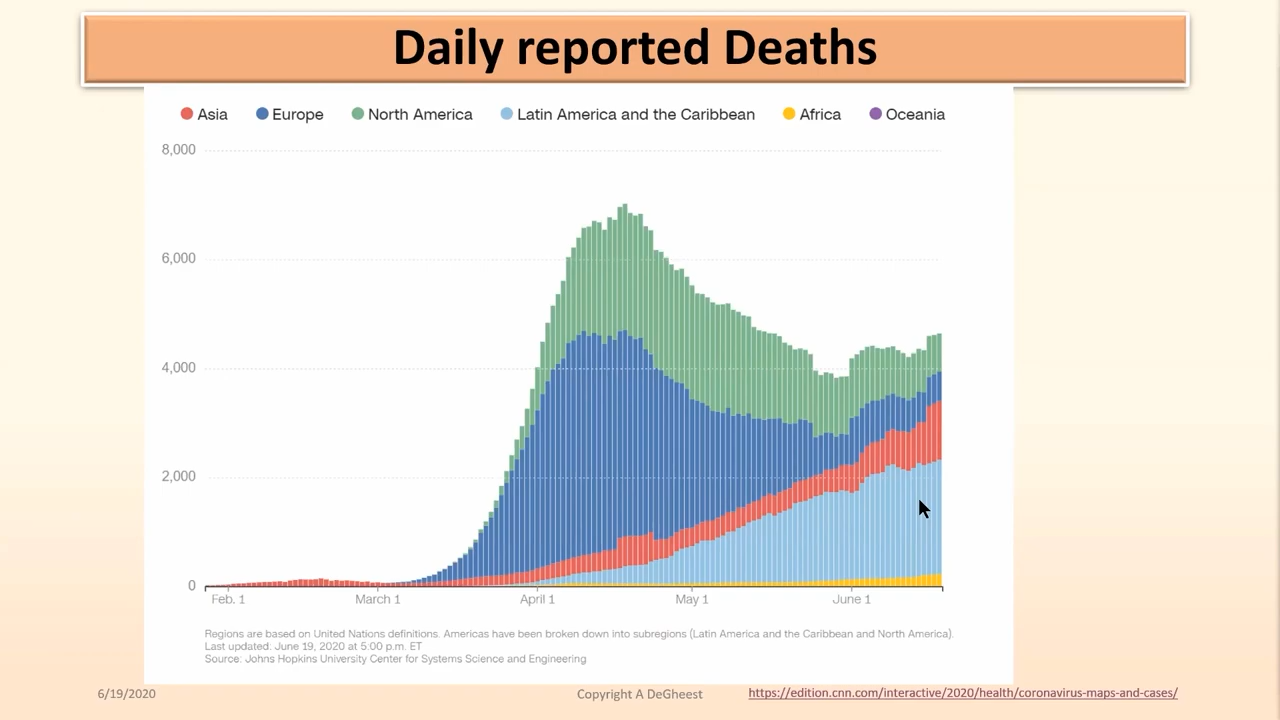 Daily reported Deaths
Asia Europe North America Latin America and the Caribbean Africa Oceania
8,000
6,000
4,000
2,000
0
Feb. 1 March 1 April 1 May 1 June 1
Regions are based on United Nations definitions. Americas have been broken down into subregions (Latin America and the Caribbean and North America).
Last updated: June 19, 2020 at 5:00 p.m. ET
Source: Johns Hopkins University Center for Systems Science and Engineering
6/19/2020 Copyright A DeGheest https://edition.cnn.com/interactive/2020/health/coronavirus-maps-and-cases/